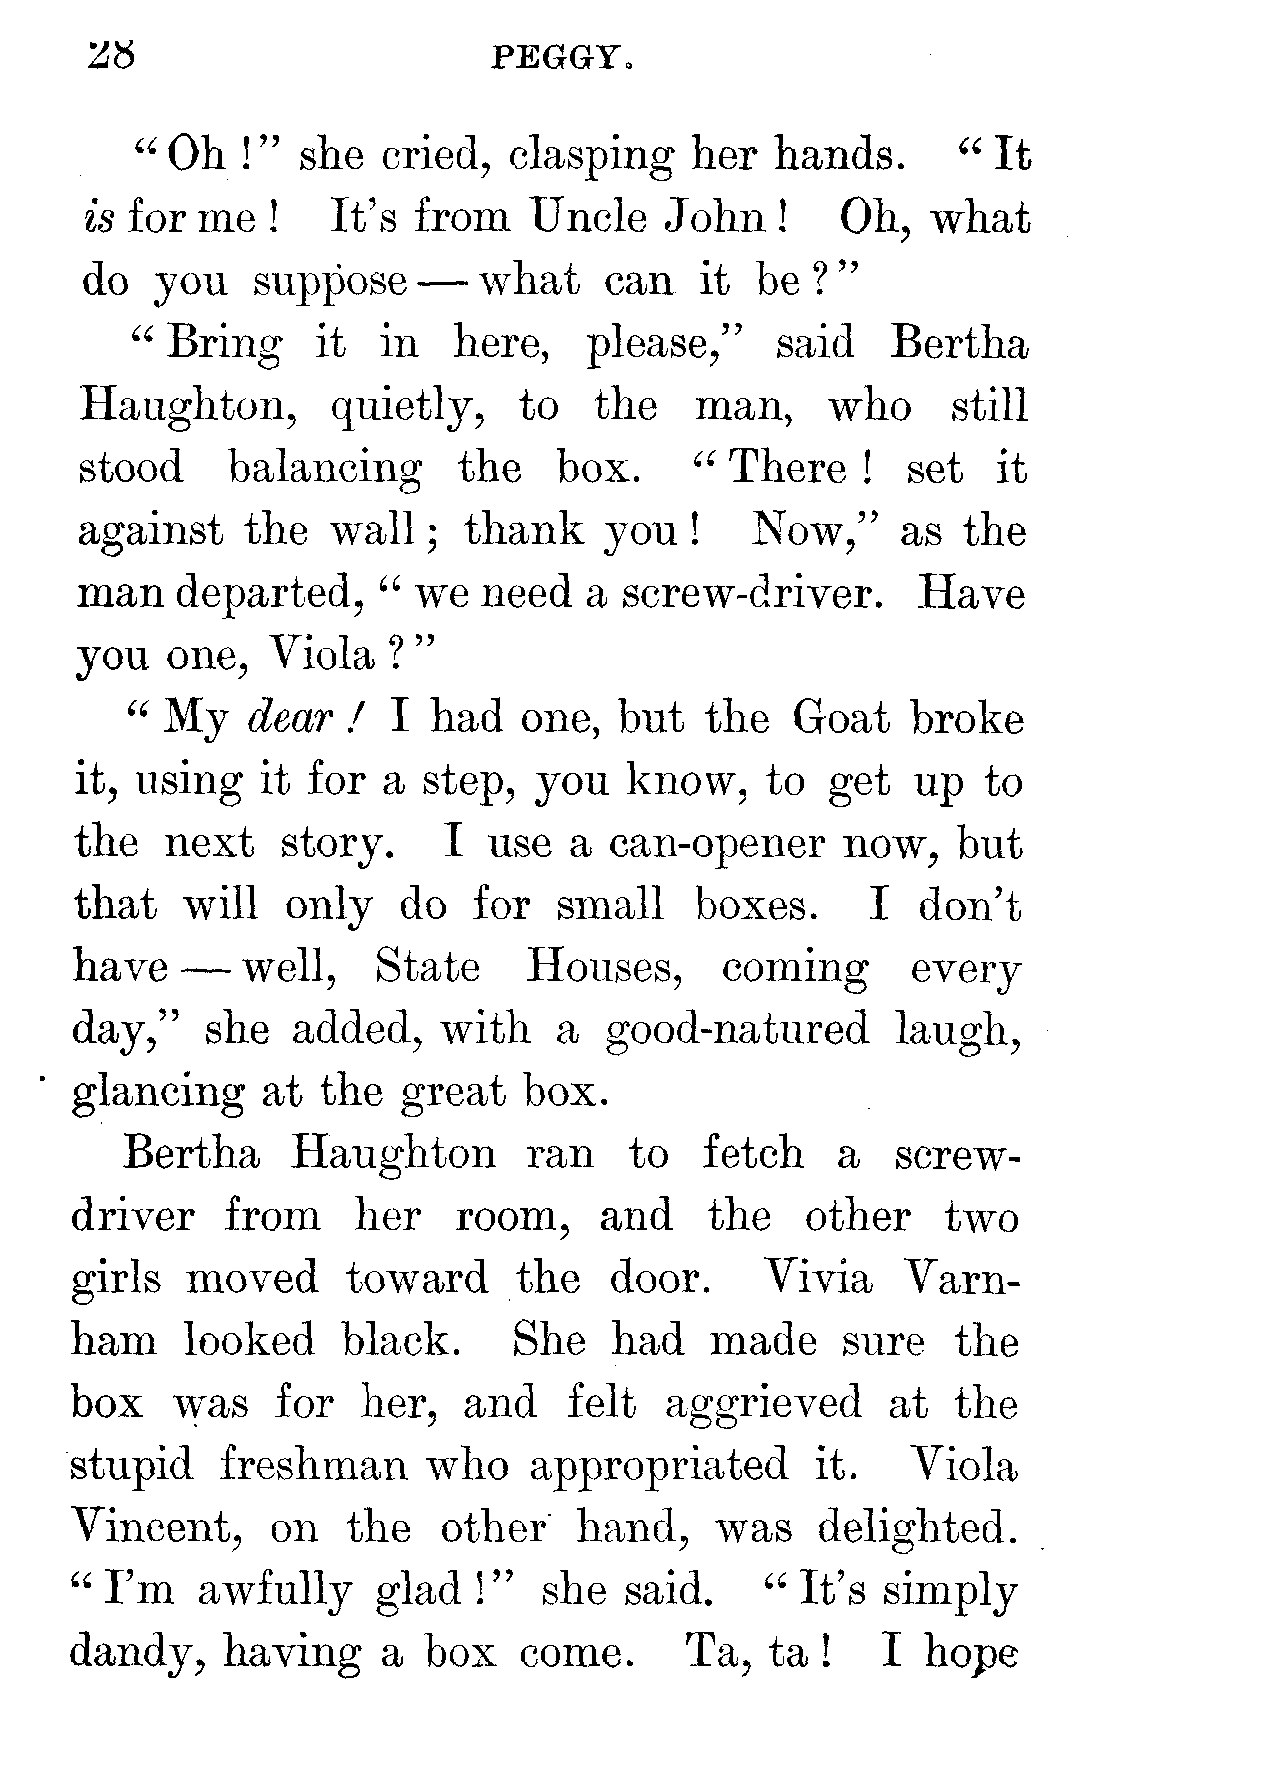 28 PEGGY.
“Oh!” she cried, clasping her hands. “It
is for me! It’s from Uncle John! Oh, what
do you suppose — what can it be?”
“Bring it in here, please,” said Bertha
Haughton, quietly, to the man, who still
stood balancing the box. “There! set it
against the wall; thank you! Now,” as the
man departed, “we need a screw-driver. Have
you one, Viola?”
“My dear! I had one, but the Goat broke
it, using it for a step, you know, to get up to
the next story. I use a can-opener now, but
that will only do for small boxes. I don’t
have — well, State Houses, coming every
day,” she added, with a good-natured laugh,
glancing at the great box.
Bertha Haughton ran to fetch a screw-
driver from her room, and the other two
girls moved toward the door. Vivia Varn-
ham looked black. She had made sure the
box was for her, and felt aggrieved at the
stupid freshman who appropriated it. Viola
Vincent, on the other hand, was delighted.
“I’m awfully glad!” she said. “It’s simply
dandy, having a box come. Ta, ta! I hope